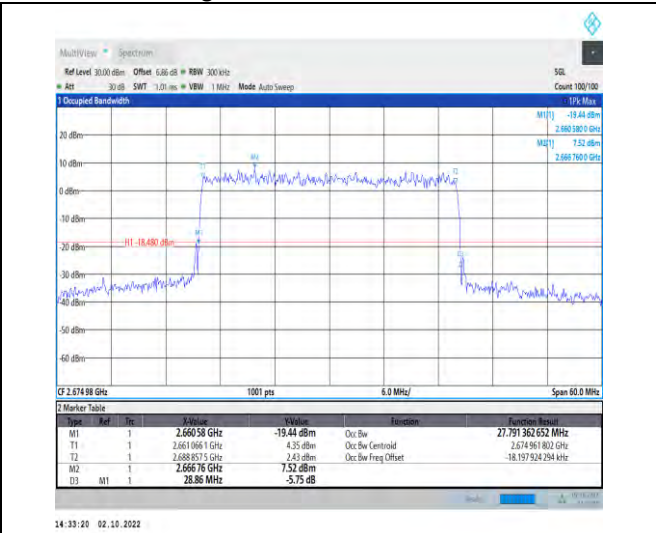 MultiView Spectrum
Ref Level 30.00 dBm Offset 6.86 dB RBW 300 kHz SGL
Att 30 dB SWT 1.01 ms VBW 1 MHz Mode Auto Sweep Count 100/100
1 Occupied Bandwidth 1Pk Max
M1[1] -19.44 dBm
2.660 580 0 GHz
20 dBm M2[1] 7.52 dBm
2.666 760 0 GHz
M2
10 dBm
T1 T2
0 dBm
-10 dBm
M1
H1 -18.480 dBm
-20 dBm
D3
-30 dBm
-40 dBm
-50 dBm
-60 dBm
CF 2.674 98 GHz 1001 pts 6.0 MHz/ Span 60.0 MHz
2 Marker Table
Type Ref Trc X-Value Y-Value Function Function Result
M1 1 2.660 58 GHz -19.44 dBm Occ Bw 27.791 362 652 MHz
T1 1 2.661 066 1 GHz 4.35 dBm Occ Bw Centroid 2.674 961 802 GHz
T2 1 2.688 857 5 GHz 2.43 dBm Occ Bw Freq Offset -18.197 924 294 kHz
M2 1 2.666 76 GHz 7.52 dBm
D3 M1 1 28.86 MHz -5.75 dB
14:33:20 02.10.2022